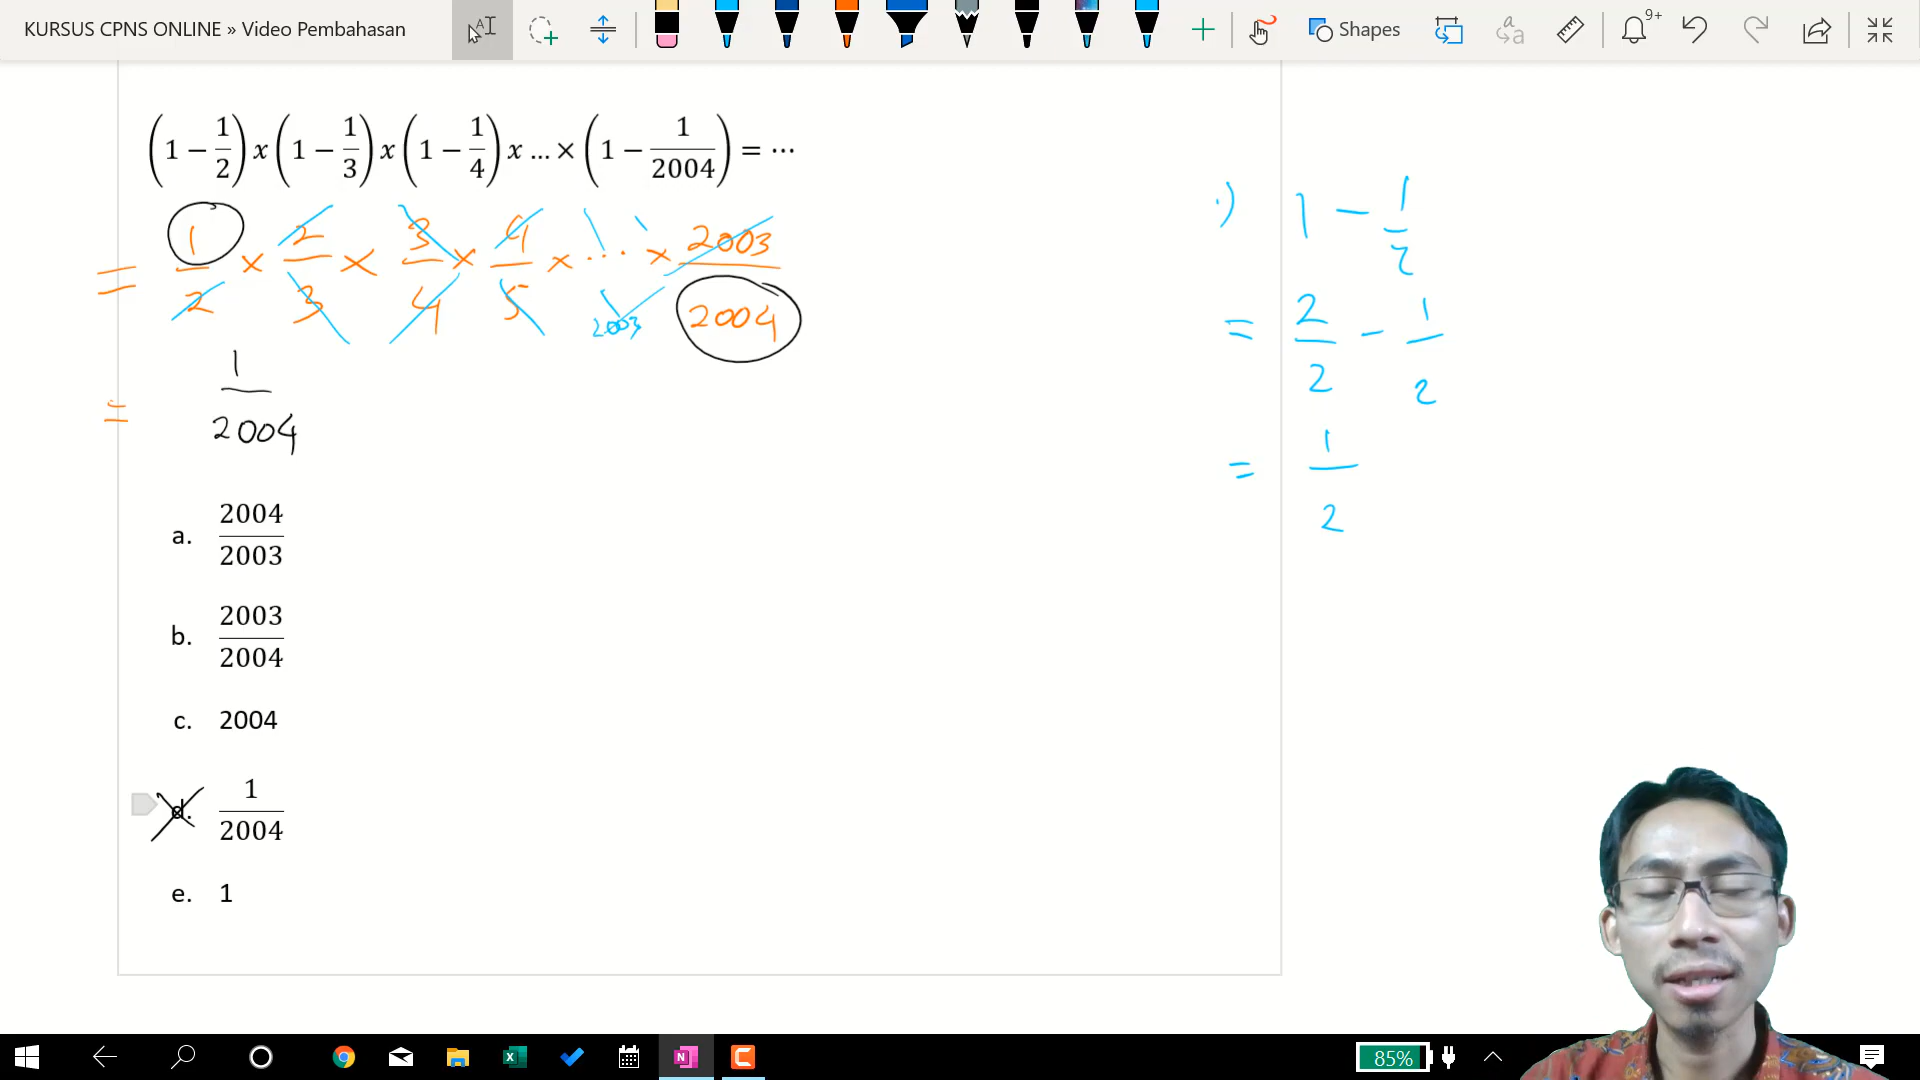 KURSUS CPNS ONLINE » Video Pembahasan
Shapes
9+
(1 − 1/2) x (1 − 1/3) x (1 − 1/4) x ... × (1 − 1/2004) = ⋯
= 1/2 × 2/3 × 3/4 × 4/5 × ... × 2003/2004
2003
= 1/2004
a. 2004/2003
b. 2003/2004
c. 2004
d. 1/2004
e. 1
·) 1 − 1/2
= 2/2 − 1/2
= 1/2
85%